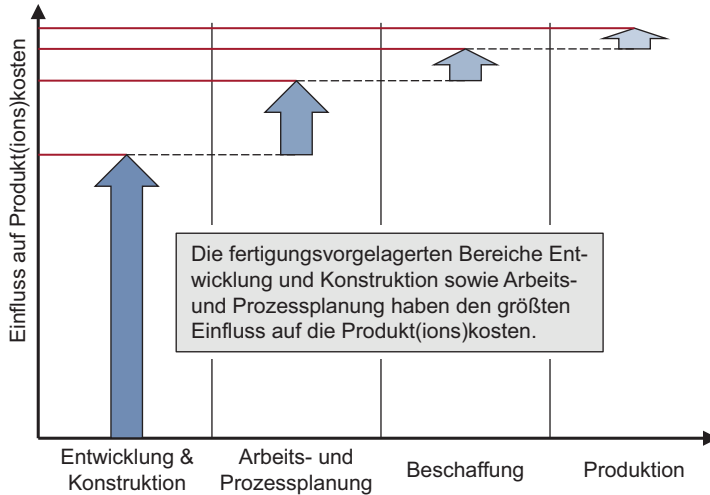 Einfluss auf Produkt(ions)kosten
Die fertigungsvorgelagerten Bereiche Ent-
wicklung und Konstruktion sowie Arbeits-
und Prozessplanung haben den größten
Einfluss auf die Produkt(ions)kosten.
Entwicklung &
Konstruktion
Arbeits- und
Prozessplanung
Beschaffung
Produktion